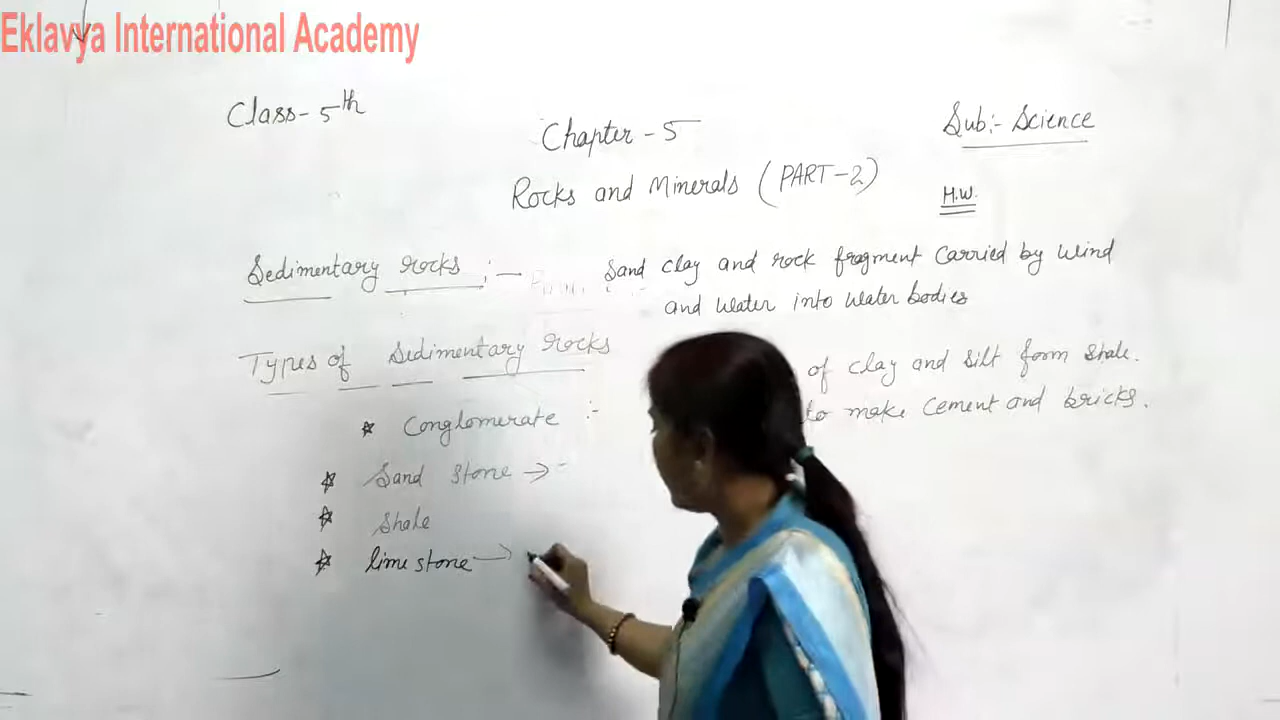 Eklavya International Academy
Class- 5th
Chapter - 5
Sub:- Science
Rocks and Minerals (PART-2)
H.W.
Sedimentary rocks :- Sand clay and rock fragment carried by wind
and water into water bodies
Types of Sedimentary rocks
of clay and silt form shale.
to make cement and bricks.
* Conglomerate :-
* Sand stone →
* Shale
* lime stone →